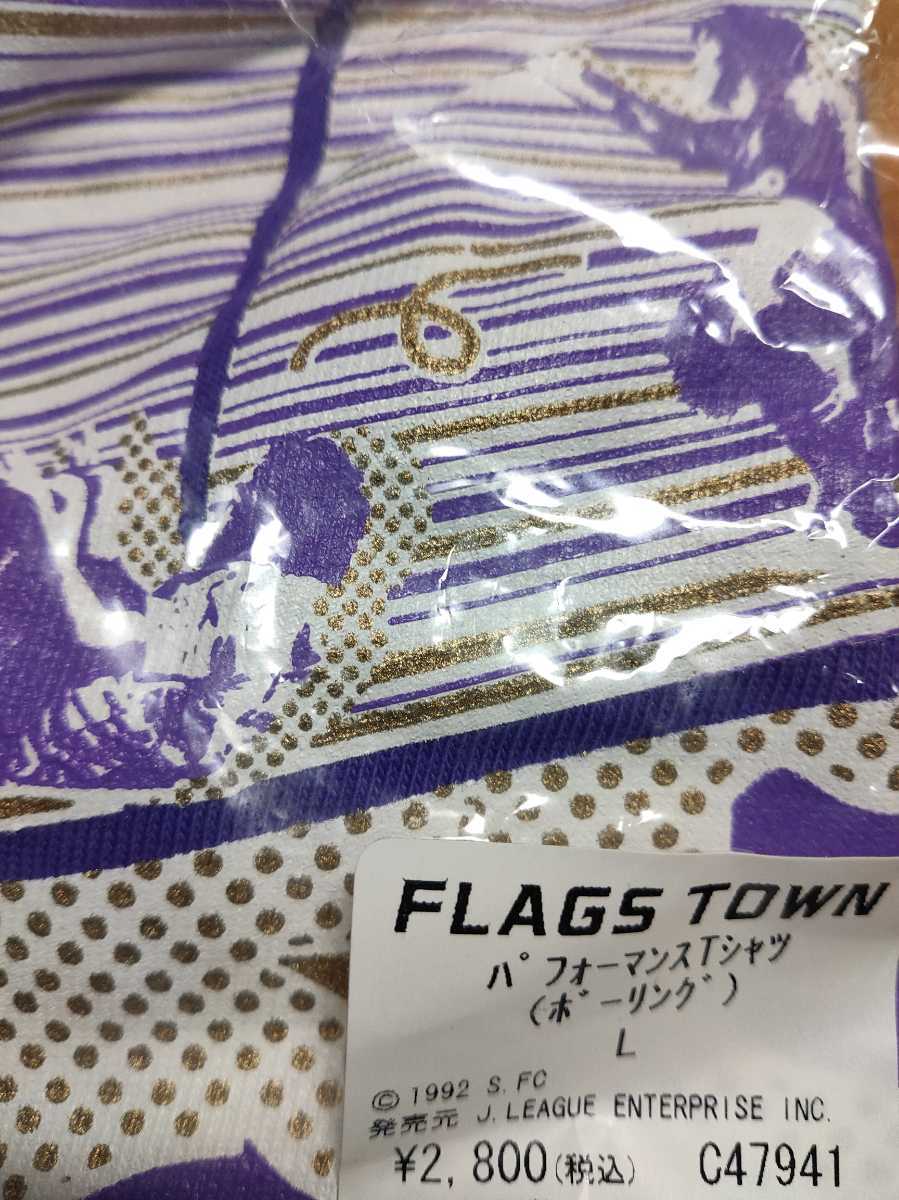 FLAGS TOWN
パフォーマンスTシャツ
(ボーリング)
L
© 1992 S. FC
発売元 J. LEAGUE ENTERPRISE INC.
¥2,800(税込) C47941